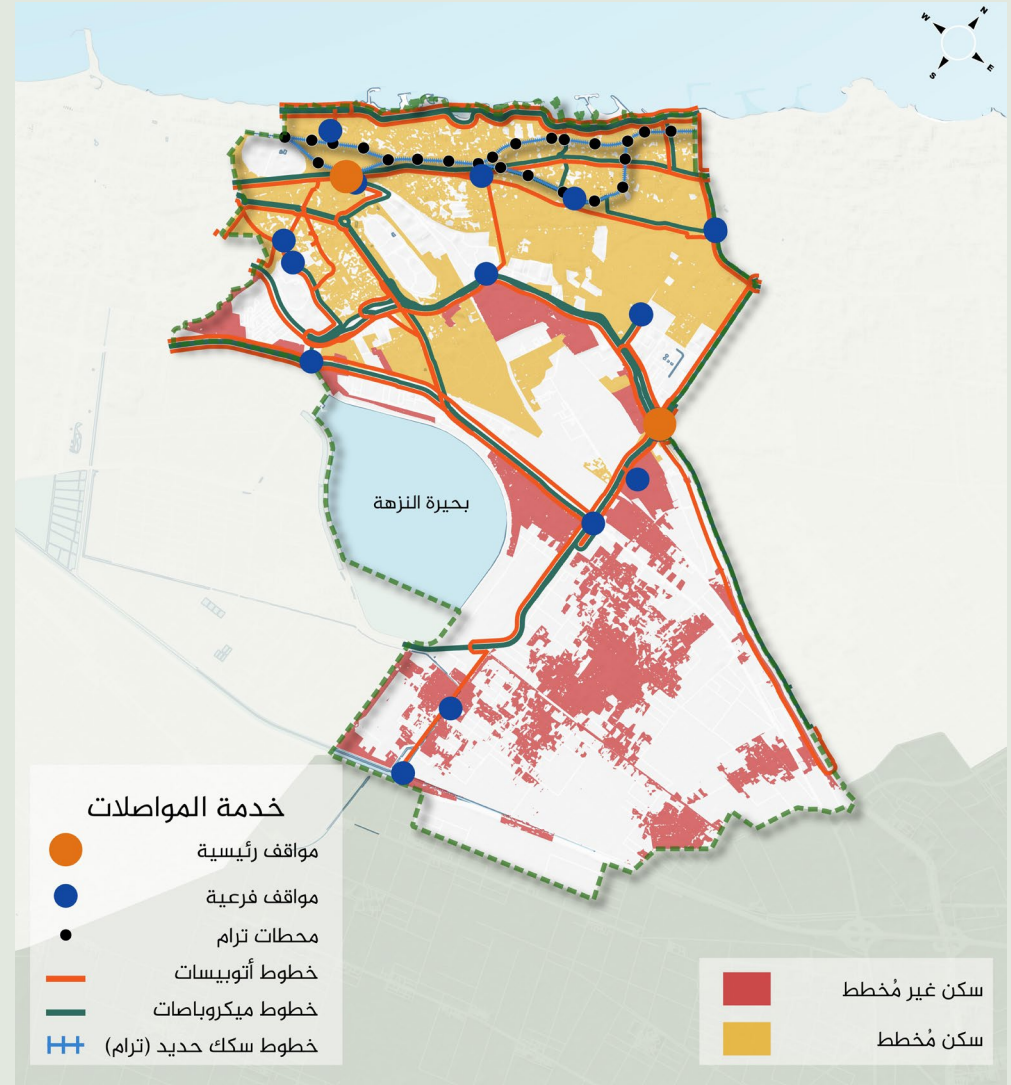 N
W
E
S
بحيرة النزهة
خدمة المواصلات
مواقف رئيسية
مواقف فرعية
محطات ترام
خطوط أتوبيسات
خطوط ميكروباصات
خطوط سكك حديد (ترام)
سكن غير مُخطط
سكن مُخطط